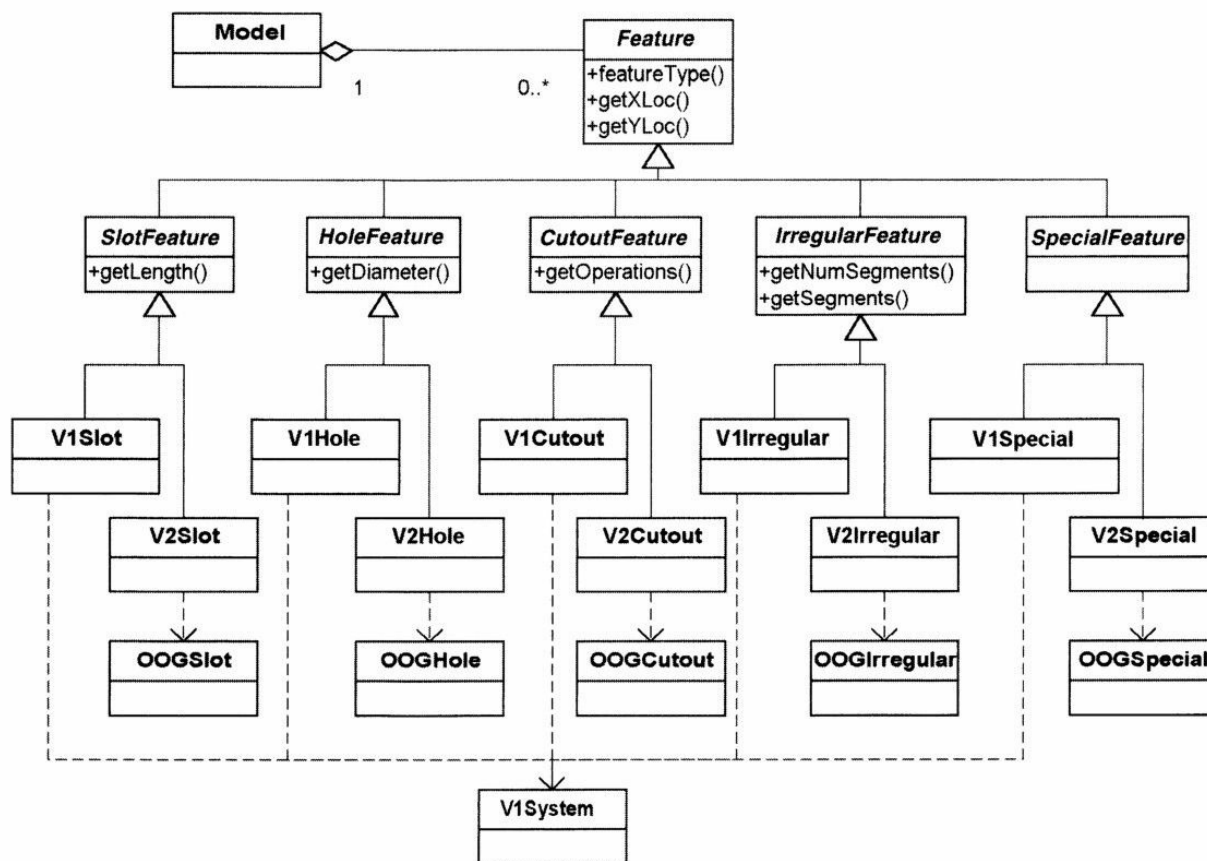 Model
Feature
+featureType()
+getXLoc()
+getYLoc()
1
0..*
SlotFeature
+getLength()
HoleFeature
+getDiameter()
CutoutFeature
+getOperations()
IrregularFeature
+getNumSegments()
+getSegments()
SpecialFeature
V1Slot
V1Hole
V1Cutout
V1Irregular
V1Special
V2Slot
V2Hole
V2Cutout
V2Irregular
V2Special
OOGSlot
OOGHole
OOGCutout
OOGIrregular
OOGSpecial
V1System